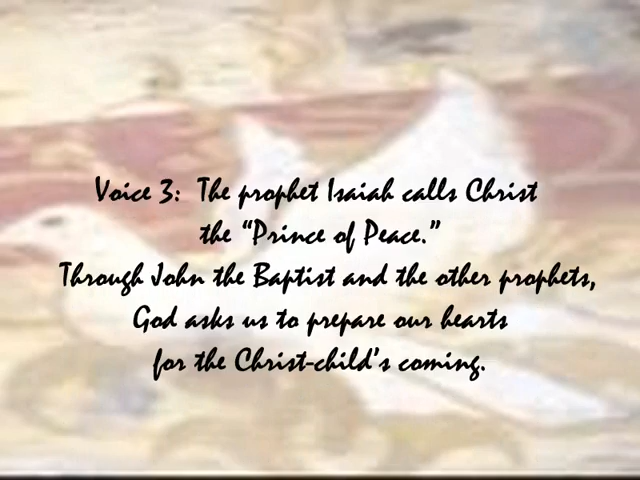 Voice 3:  The prophet Isaiah calls Christ
the “Prince of Peace.”
Through John the Baptist and the other prophets,
God asks us to prepare our hearts
for the Christ-child’s coming.